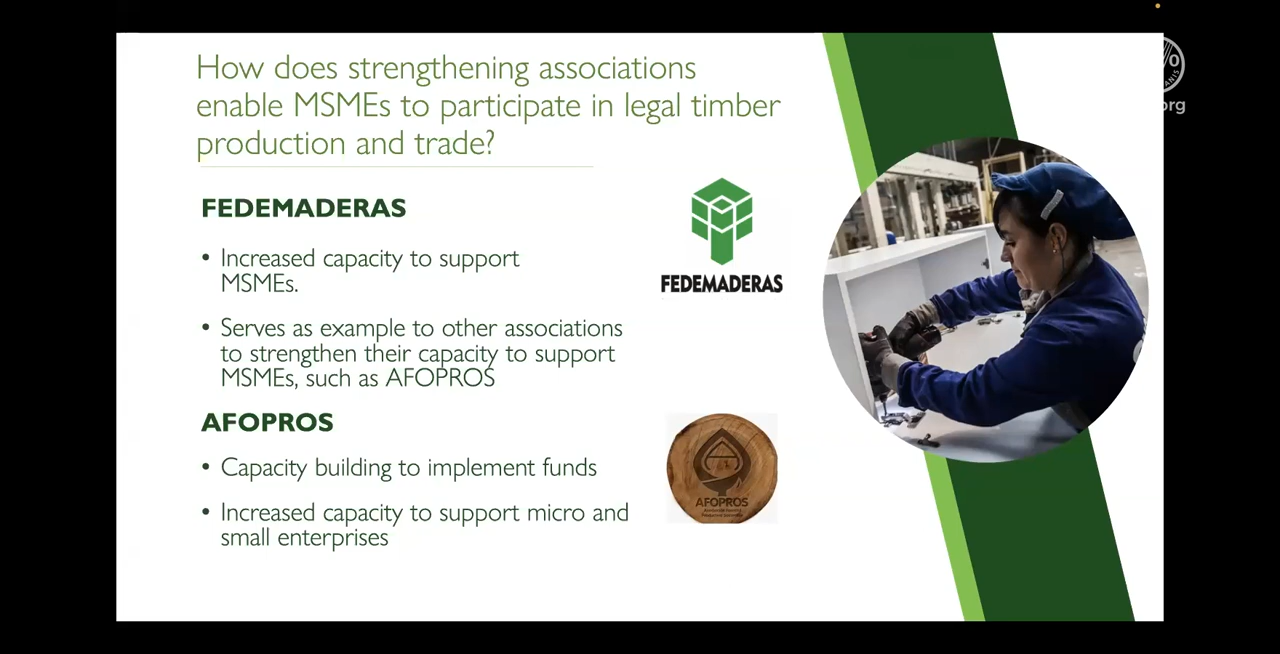 How does strengthening associations
enable MSMEs to participate in legal timber
production and trade?
FEDEMADERAS
• Increased capacity to support
MSMEs.
• Serves as example to other associations
to strengthen their capacity to support
MSMEs, such as AFOPROS
AFOPROS
• Capacity building to implement funds
• Increased capacity to support micro and
small enterprises
FEDEMADERAS
AFOPROS
org